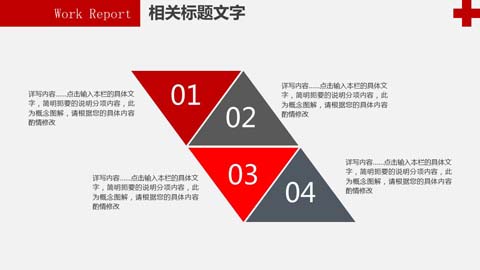 Work Report
相关标题文字
01
02
03
04
详写内容……点击输入本栏的具体文
字，简明扼要的说明分项内容，此
为概念图解，请根据您的具体内容
酌情修改
详写内容……点击输入本栏的具体文
字，简明扼要的说明分项内容，此
为概念图解，请根据您的具体内容
酌情修改
详写内容……点击输入本栏的具体文
字，简明扼要的说明分项内容，此
为概念图解，请根据您的具体内容
酌情修改
详写内容……点击输入本栏的具体文
字，简明扼要的说明分项内容，此
为概念图解，请根据您的具体内容
酌情修改